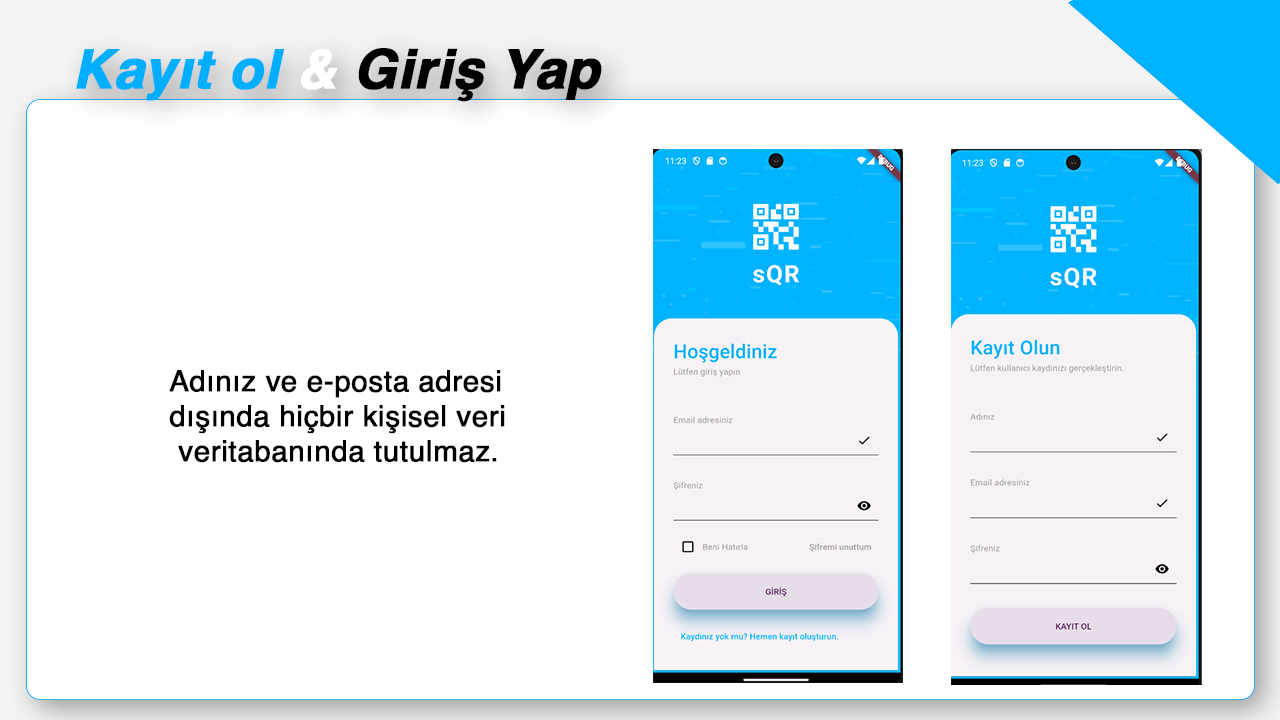 Kayıt ol & Giriş Yap
Adınız ve e-posta adresi
dışında hiçbir kişisel veri
veritabanında tutulmaz.
11:23
DEBUG
sQR
Hoşgeldiniz
Lütfen giriş yapın
Email adresiniz
Şifreniz
Beni Hatırla
Şifremi unuttum
GİRİŞ
Kaydınız yok mu? Hemen kayıt oluşturun.
11:23
DEBUG
sQR
Kayıt Olun
Lütfen kullanıcı kaydınızı gerçekleştirin.
Adınız
Email adresiniz
Şifreniz
KAYIT OL